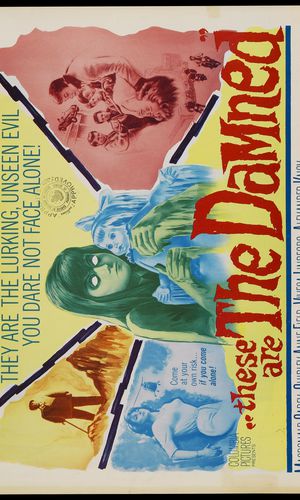 THEY ARE THE LURKING, UNSEEN EVIL
YOU DARE NOT FACE ALONE!
Come
at your
own risk...
if you come
alone!
COLUMBIA
PICTURES
PRESENTS
..these
are The Damned